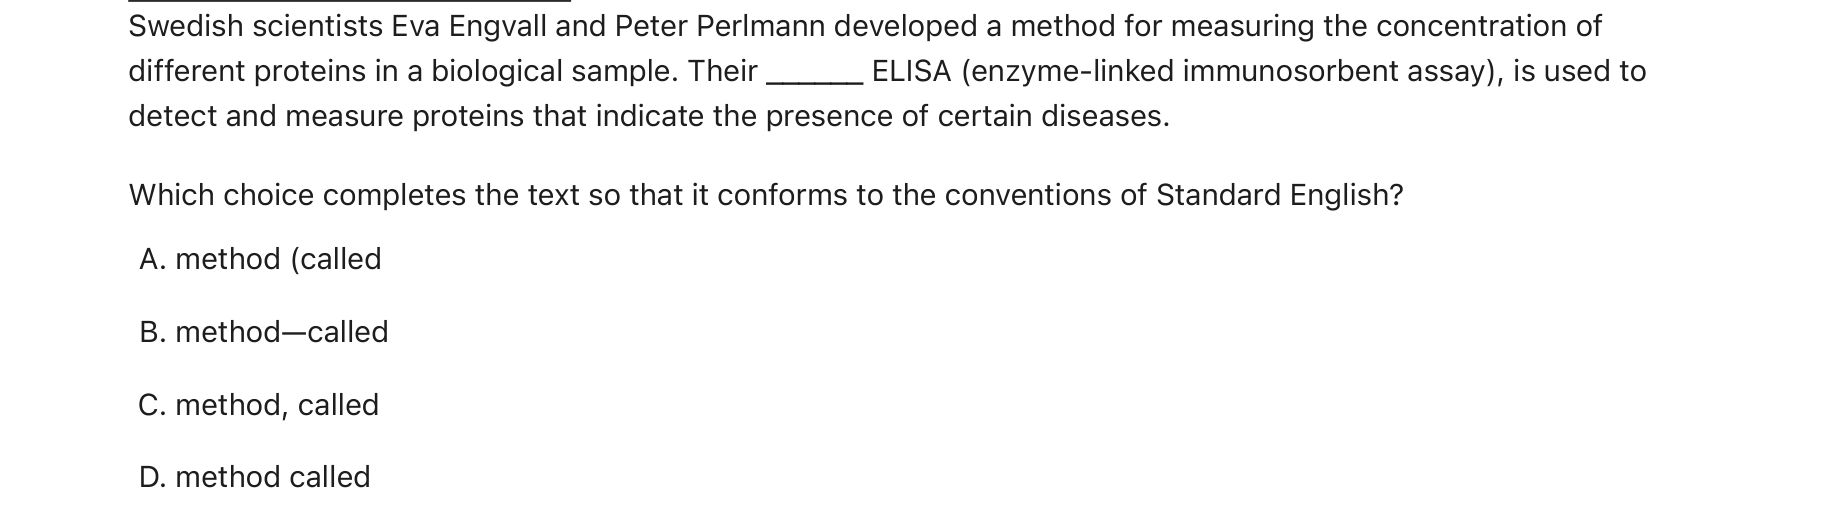 Swedish scientists Eva Engvall and Peter Perlmann developed a method for measuring the concentration of
different proteins in a biological sample. Their ______ ELISA (enzyme-linked immunosorbent assay), is used to
detect and measure proteins that indicate the presence of certain diseases.
Which choice completes the text so that it conforms to the conventions of Standard English?
A. method (called
B. method—called
C. method, called
D. method called